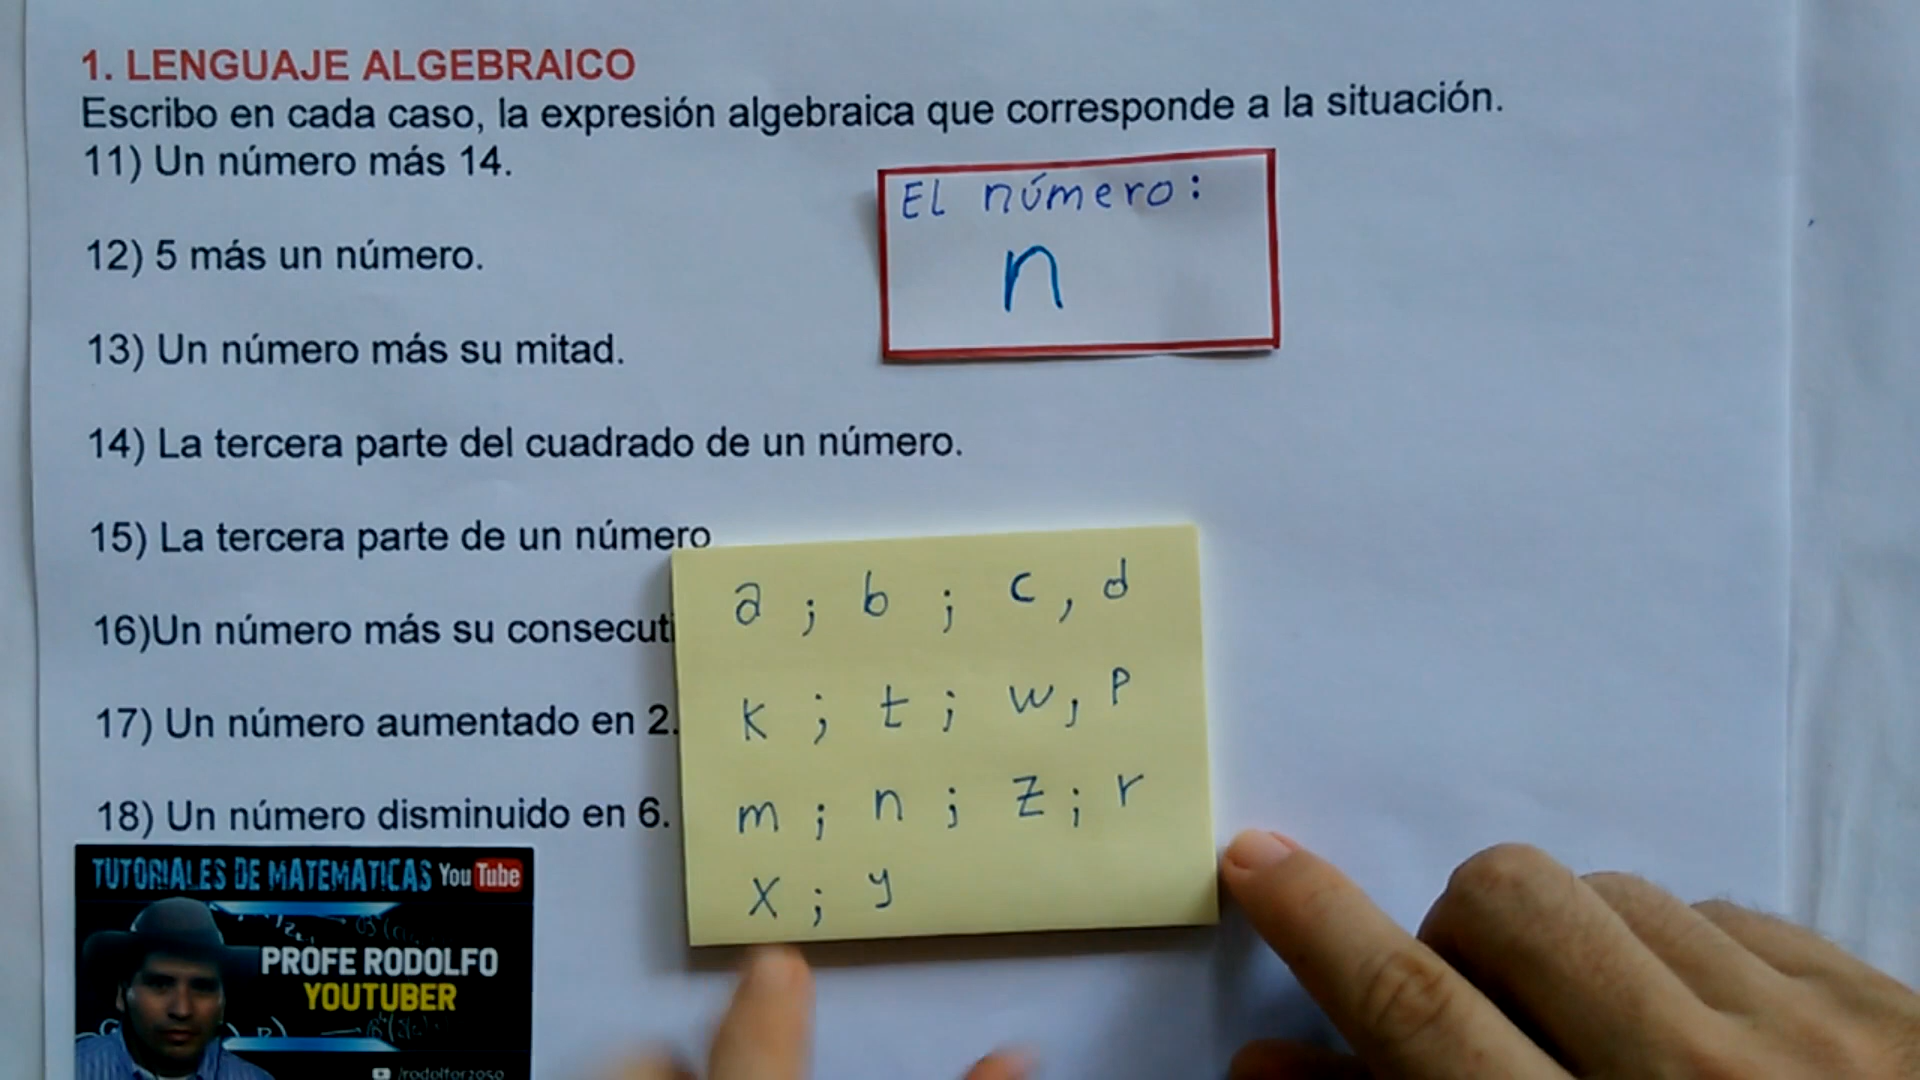 1. LENGUAJE ALGEBRAICO
Escribo en cada caso, la expresión algebraica que corresponde a la situación.
11) Un número más 14.
El número:
n
12) 5 más un número.
13) Un número más su mitad.
14) La tercera parte del cuadrado de un número.
15) La tercera parte de un número
16)Un número más su consecuti
17) Un número aumentado en 2.
18) Un número disminuido en 6.
a ; b ; c , d
k ; t ; w , p
m ; n ; z ; r
x ; y
TUTORIALES DE MATEMATICAS YouTube
PROFE RODOLFO
YOUTUBER